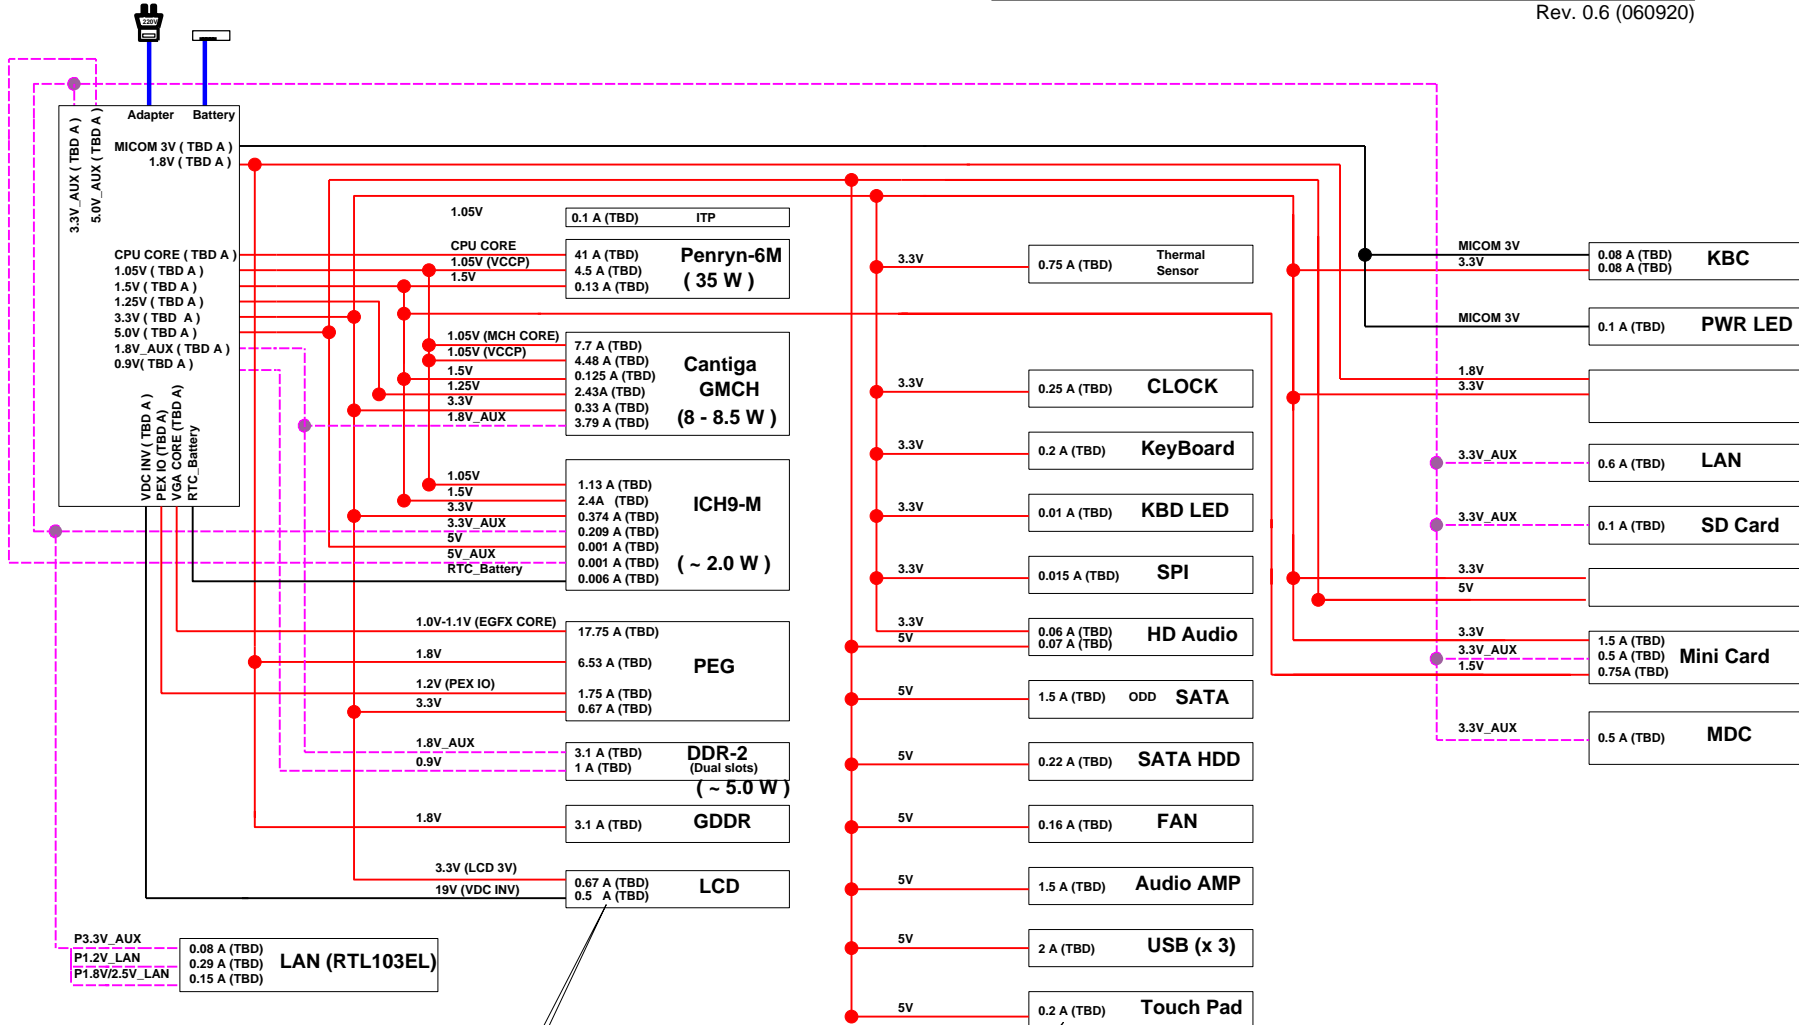 Rev. 0.6 (060920)
220V
Adapter
Battery
3.3V_AUX ( TBD A )
5.0V_AUX ( TBD A )
MICOM 3V ( TBD A )
1.8V ( TBD A )
CPU CORE ( TBD A )
1.05V ( TBD A )
1.5V ( TBD A )
1.25V ( TBD A )
3.3V ( TBD A )
5.0V ( TBD A )
1.8V_AUX ( TBD A )
0.9V( TBD A )
VDC INV ( TBD A )
PEX IO (TBD A)
VGA CORE (TBD A)
RTC_Battery
1.05V
0.1 A (TBD)
ITP
CPU CORE
1.05V (VCCP)
1.5V
41 A (TBD)
4.5 A (TBD)
0.13 A (TBD)
Penryn-6M
( 35 W )
1.05V (MCH CORE)
1.05V (VCCP)
1.5V
1.25V
3.3V
1.8V_AUX
7.7 A (TBD)
4.48 A (TBD)
0.125 A (TBD)
2.43A (TBD)
0.33 A (TBD)
3.79 A (TBD)
Cantiga
GMCH
(8 - 8.5 W )
1.05V
1.5V
3.3V
3.3V_AUX
5V
5V_AUX
RTC_Battery
1.13 A (TBD)
2.4A (TBD)
0.374 A (TBD)
0.209 A (TBD)
0.001 A (TBD)
0.001 A (TBD)
0.006 A (TBD)
ICH9-M
( ~ 2.0 W )
1.0V-1.1V (EGFX CORE)
1.8V
1.2V (PEX IO)
3.3V
17.75 A (TBD)
6.53 A (TBD)
1.75 A (TBD)
0.67 A (TBD)
PEG
1.8V_AUX
0.9V
3.1 A (TBD)
1 A (TBD)
DDR-2
(Dual slots)
( ~ 5.0 W )
1.8V
3.1 A (TBD)
GDDR
3.3V (LCD 3V)
19V (VDC INV)
0.67 A (TBD)
0.5 A (TBD)
LCD
P3.3V_AUX
P1.2V_LAN
P1.8V/2.5V_LAN
0.08 A (TBD)
0.29 A (TBD)
0.15 A (TBD)
LAN (RTL103EL)
3.3V
0.75 A (TBD)
Thermal
Sensor
3.3V
0.25 A (TBD)
CLOCK
3.3V
0.2 A (TBD)
KeyBoard
3.3V
0.01 A (TBD)
KBD LED
3.3V
0.015 A (TBD)
SPI
3.3V
5V
0.06 A (TBD)
0.07 A (TBD)
HD Audio
5V
1.5 A (TBD)
ODD
SATA
5V
0.22 A (TBD)
SATA HDD
5V
0.16 A (TBD)
FAN
5V
1.5 A (TBD)
Audio AMP
5V
2 A (TBD)
USB (x 3)
5V
0.2 A (TBD)
Touch Pad
MICOM 3V
3.3V
0.08 A (TBD)
0.08 A (TBD)
KBC
MICOM 3V
0.1 A (TBD)
PWR LED
1.8V
3.3V
3.3V_AUX
0.6 A (TBD)
LAN
3.3V_AUX
0.1 A (TBD)
SD Card
3.3V
5V
3.3V
3.3V_AUX
1.5V
1.5 A (TBD)
0.5 A (TBD)
0.75A (TBD)
Mini Card
3.3V_AUX
0.5 A (TBD)
MDC